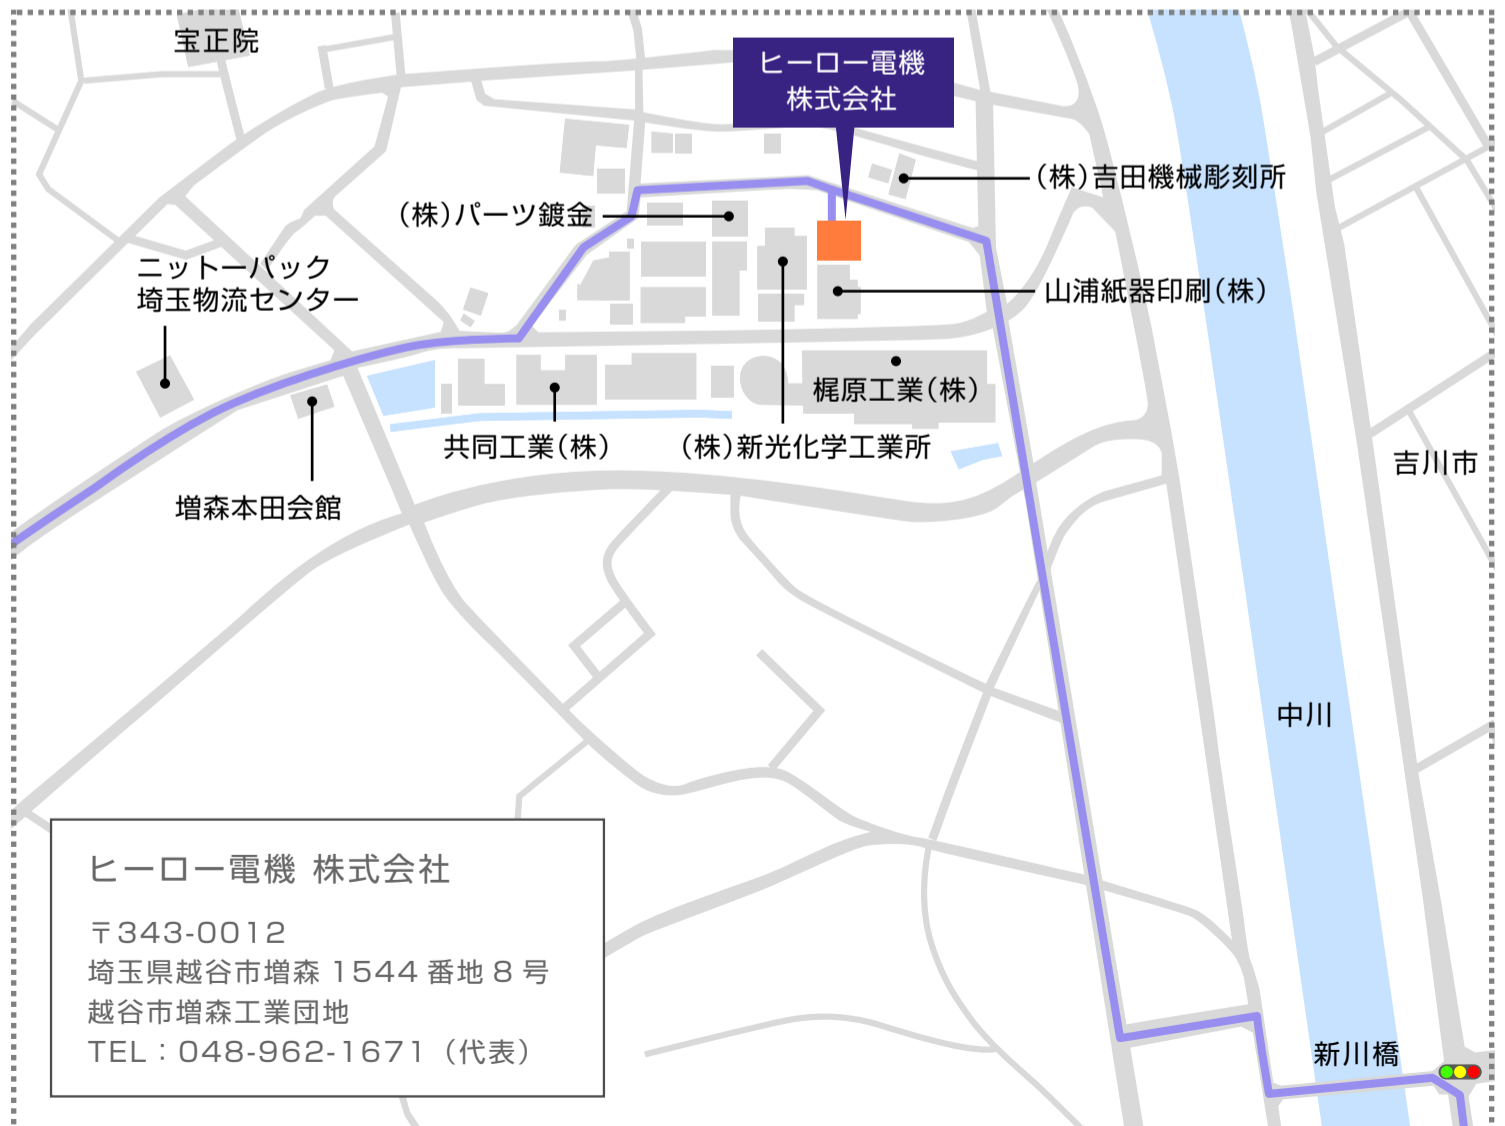 宝正院
ヒーロー電機
株式会社
(株)吉田機械彫刻所
(株)パーツ鍍金
ニットーパック
埼玉物流センター
山浦紙器印刷(株)
梶原工業(株)
共同工業(株)
(株)新光化学工業所
吉川市
増森本田会館
中川
ヒーロー電機 株式会社
〒343-0012
埼玉県越谷市増森 1544 番地 8 号
越谷市増森工業団地
TEL：048-962-1671（代表）
新川橋